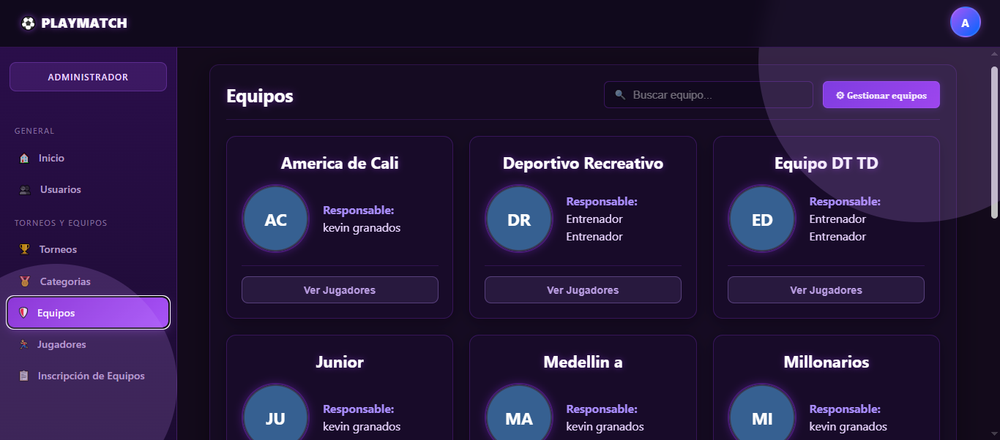 PLAYMATCH
A
ADMINISTRADOR
GENERAL
Inicio
Usuarios
TORNEOS Y EQUIPOS
Torneos
Categorias
Equipos
Jugadores
Inscripción de Equipos
Equipos
Buscar equipo...
Gestionar equipos
America de Cali
AC
Responsable:
kevin granados
Ver Jugadores
Deportivo Recreativo
DR
Responsable:
Entrenador
Entrenador
Ver Jugadores
Equipo DT TD
ED
Responsable:
Entrenador
Entrenador
Ver Jugadores
Junior
JU
Responsable:
kevin granados
Medellin a
MA
Responsable:
kevin granados
Millonarios
MI
Responsable:
kevin granados